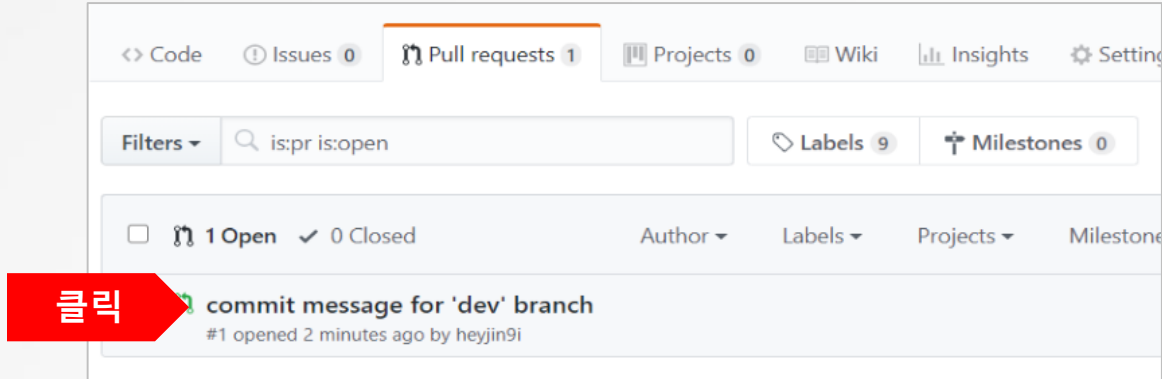 Code Issues 0 Pull requests 1 Projects 0 Wiki Insights Setting
Filters is:pr is:open Labels 9 Milestones 0
1 Open 0 Closed Author Labels Projects Milestone
클릭 commit message for 'dev' branch
#1 opened 2 minutes ago by heyjin9i